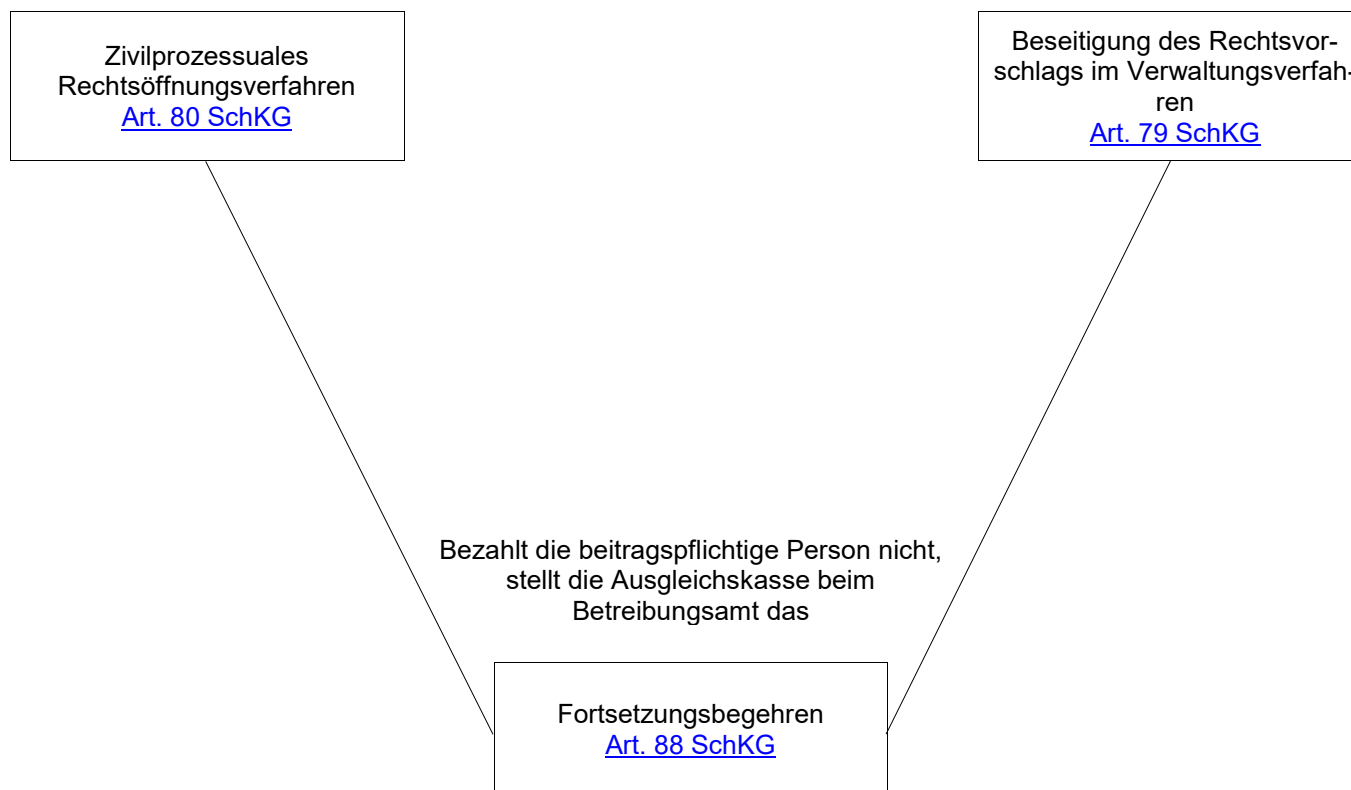 Zivilprozessuales
Rechtsöffnungsverfahren
Art. 80 SchKG
Beseitigung des Rechtsvor-
schlags im Verwaltungsverfah-
ren
Art. 79 SchKG
Bezahlt die beitragspflichtige Person nicht,
stellt die Ausgleichskasse beim
Betreibungsamt das
Fortsetzungsbegehren
Art. 88 SchKG